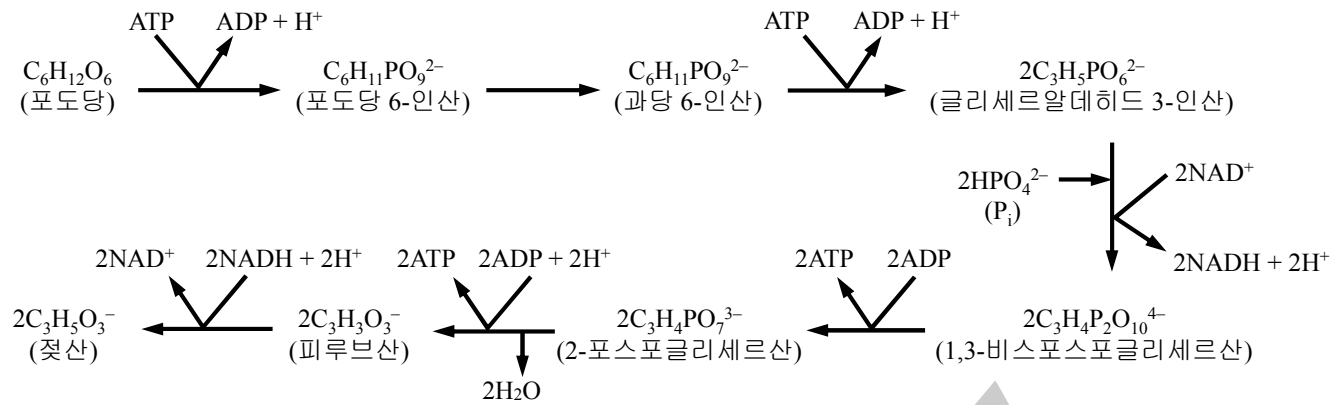 ATP ADP + H⁺ ATP ADP + H⁺
C₆H₁₂O₆ C₆H₁₁PO₉²⁻ C₆H₁₁PO₉²⁻ 2C₃H₅PO₆²⁻
(포도당) (포도당 6-인산) (과당 6-인산) (글리세르알데히드 3-인산)
2HPO₄²⁻ 2NAD⁺
(Pᵢ)
2NADH + 2H⁺
2NAD⁺ 2NADH + 2H⁺ 2ATP 2ADP + 2H⁺ 2ATP 2ADP
2C₃H₅O₃⁻ 2C₃H₃O₃⁻ 2C₃H₄PO₇³⁻ 2C₃H₄P₂O₁₀⁴⁻
(젖산) (피루브산) (2-포스포글리세르산) (1,3-비스포스포글리세르산)
2H₂O